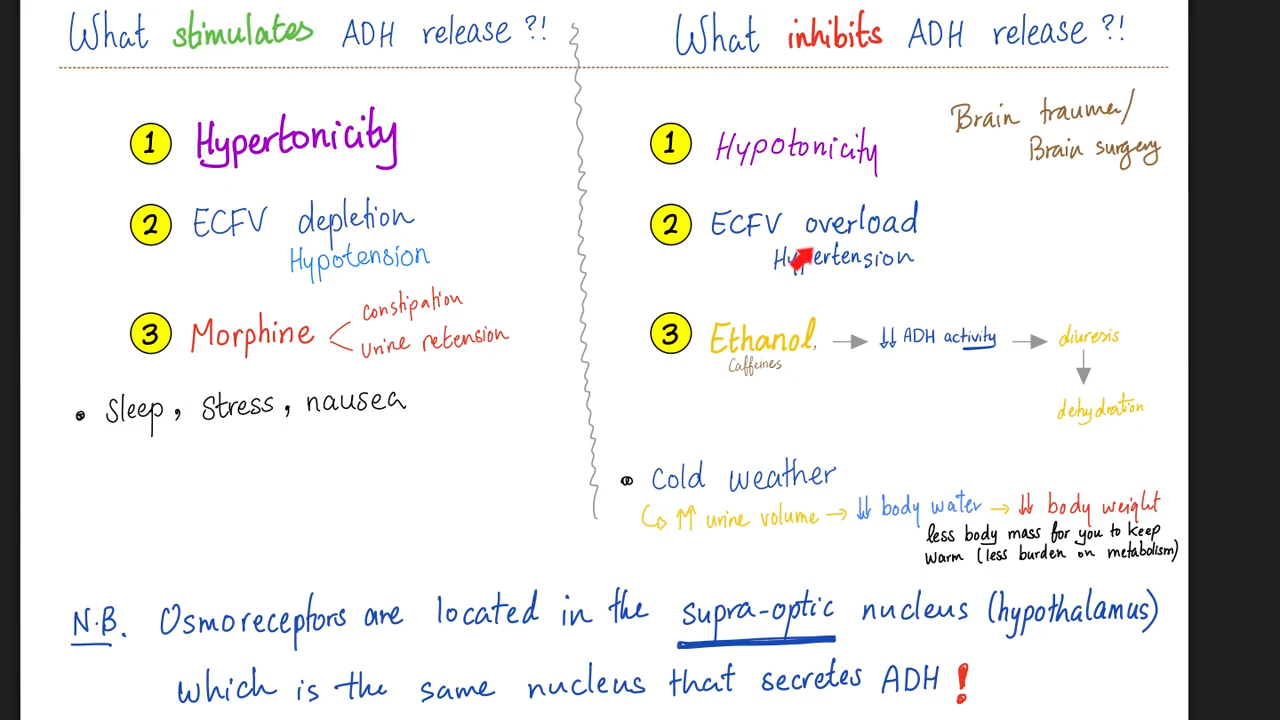 What stimulates ADH release?!
1 Hypertonicity
2 ECFV depletion
Hypotension
3 Morphine
constipation
urine retension
• Sleep, stress, nausea
What inhibits ADH release?!
Brain trauma/
Brain surgery
1 Hypotonicity
2 ECFV overload
Hypertension
3 Ethanol, → ↓↓ ADH activity → diuresis
Caffeines
↓
dehydration
• Cold weather
↳ ↑↑ urine volume → ↓↓ body water → ↓↓ body weight
less body mass for you to keep
warm (less burden on metabolism)
N.B. Osmoreceptors are located in the supra-optic nucleus (hypothalamus)
which is the same nucleus that secretes ADH!